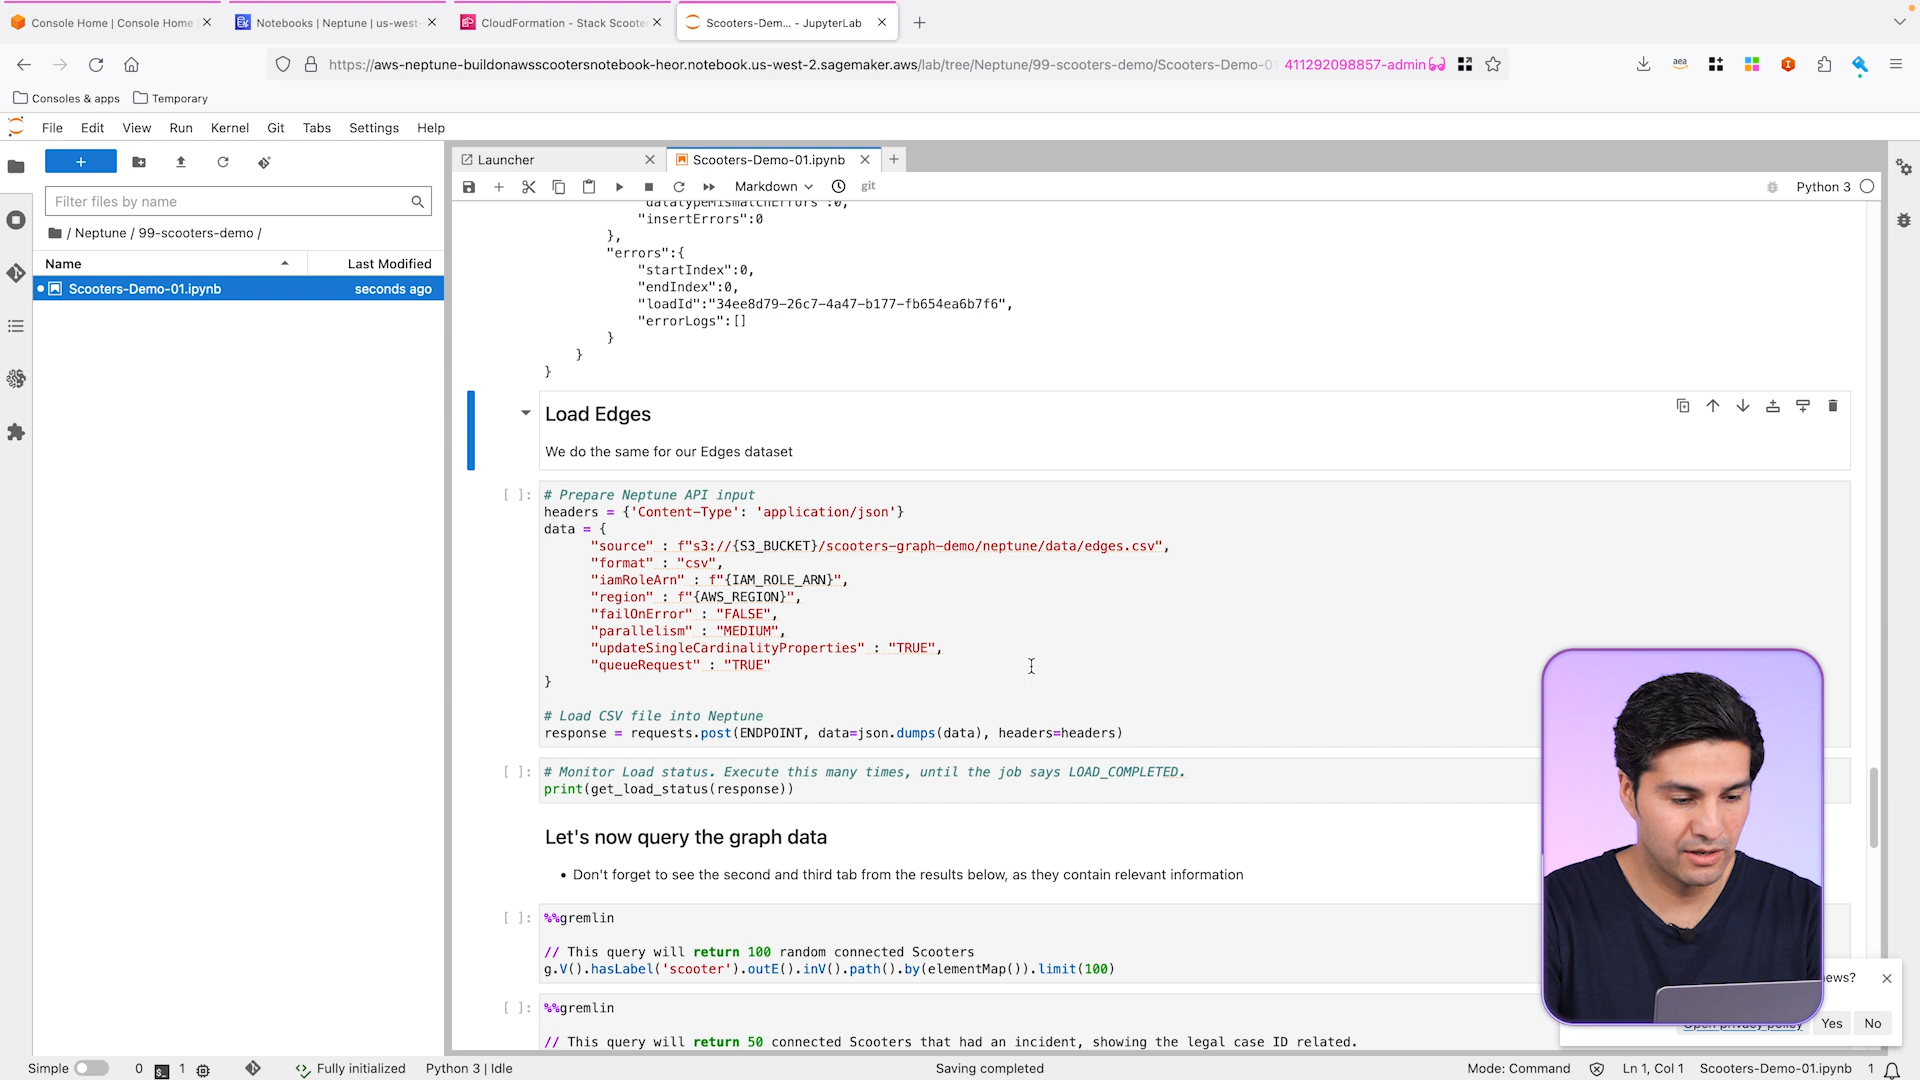 Console Home | Console Home
Notebooks | Neptune | us-west-
CloudFormation - Stack Scoote
Scooters-Dem... - JupyterLab
https://aws-neptune-buildonawsscootersnotebook-heor.notebook.us-west-2.sagemaker.aws/lab/tree/Neptune/99-scooters-demo/Scooters-Demo-01
411292098857-admin
aea
Consoles & apps
Temporary
File Edit View Run Kernel Git Tabs Settings Help
Launcher
Scooters-Demo-01.ipynb
Filter files by name
Markdown
git
Python 3
/ Neptune / 99-scooters-demo /
Name
Last Modified
Scooters-Demo-01.ipynb
seconds ago
"datatypeMismatchErrors":0,
"insertErrors":0
},
"errors":{
"startIndex":0,
"endIndex":0,
"loadId":"34ee8d79-26c7-4a47-b177-fb654ea6b7f6",
"errorLogs":[]
}
}
}
Load Edges
We do the same for our Edges dataset
[ ]:
# Prepare Neptune API input
headers = {'Content-Type': 'application/json'}
data = {
"source" : f"s3://{S3_BUCKET}/scooters-graph-demo/neptune/data/edges.csv",
"format" : "csv",
"iamRoleArn" : f"{IAM_ROLE_ARN}",
"region" : f"{AWS_REGION}",
"failOnError" : "FALSE",
"parallelism" : "MEDIUM",
"updateSingleCardinalityProperties" : "TRUE",
"queueRequest" : "TRUE"
}
# Load CSV file into Neptune
response = requests.post(ENDPOINT, data=json.dumps(data), headers=headers)
[ ]:
# Monitor Load status. Execute this many times, until the job says LOAD_COMPLETED.
print(get_load_status(response))
Let's now query the graph data
• Don't forget to see the second and third tab from the results below, as they contain relevant information
[ ]:
%%gremlin
// This query will return 100 random connected Scooters
g.V().hasLabel('scooter').outE().inV().path().by(elementMap()).limit(100)
[ ]:
%%gremlin
// This query will return 50 connected Scooters that had an incident, showing the legal case ID related.
news?
Open privacy policy
Yes
No
Simple
0
1
Fully initialized
Python 3 | Idle
Saving completed
Mode: Command
Ln 1, Col 1
Scooters-Demo-01.ipynb
1